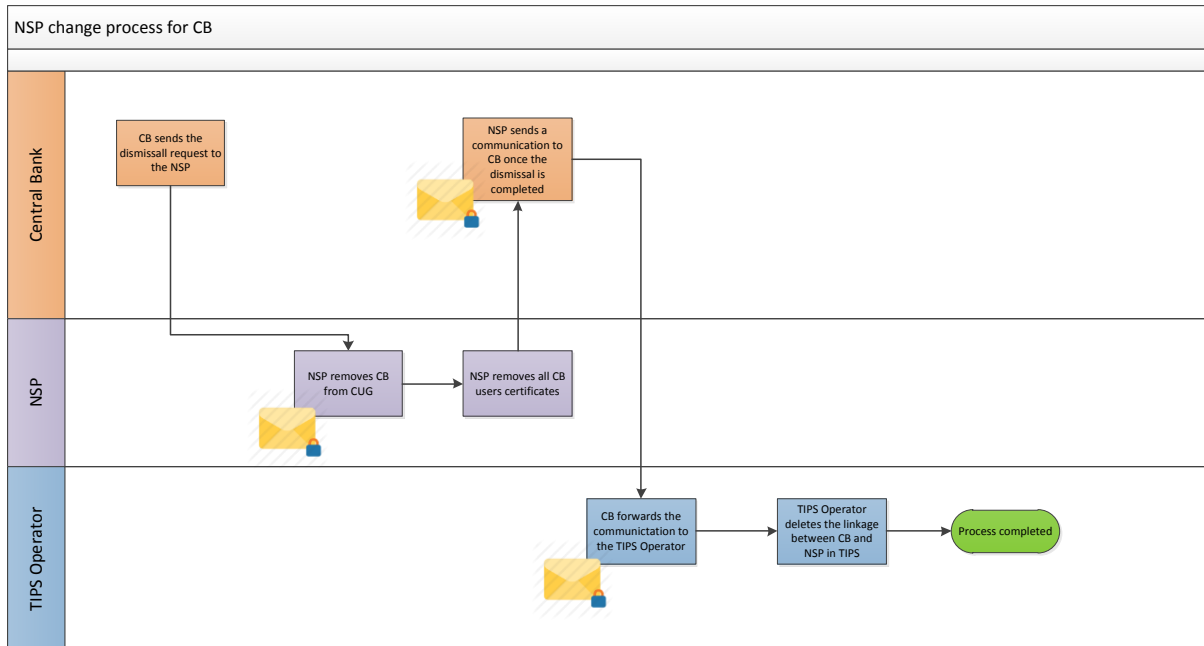 NSP change process for CB
Central Bank
CB sends the
dismissall request to
the NSP
NSP sends a
communication to
CB once the
dismissal is
completed
NSP
NSP removes CB
from CUG
NSP removes all CB
users certificates
TIPS Operator
CB forwards the
communictation to
the TIPS Operator
TIPS Operator
deletes the linkage
between CB and
NSP in TIPS
Process completed